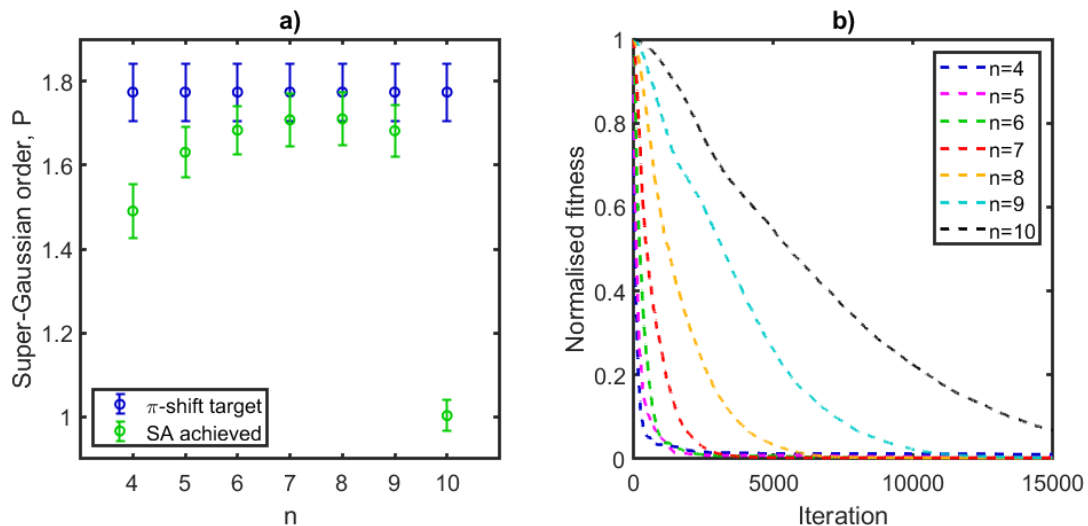 a)
Super-Gaussian order, P
1.8
1.6
1.4
1.2
1
π-shift target
SA achieved
4 5 6 7 8 9 10
n
b)
Normalised fitness
1
0.8
0.6
0.4
0.2
0
n=4
n=5
n=6
n=7
n=8
n=9
n=10
0 5000 10000 15000
Iteration